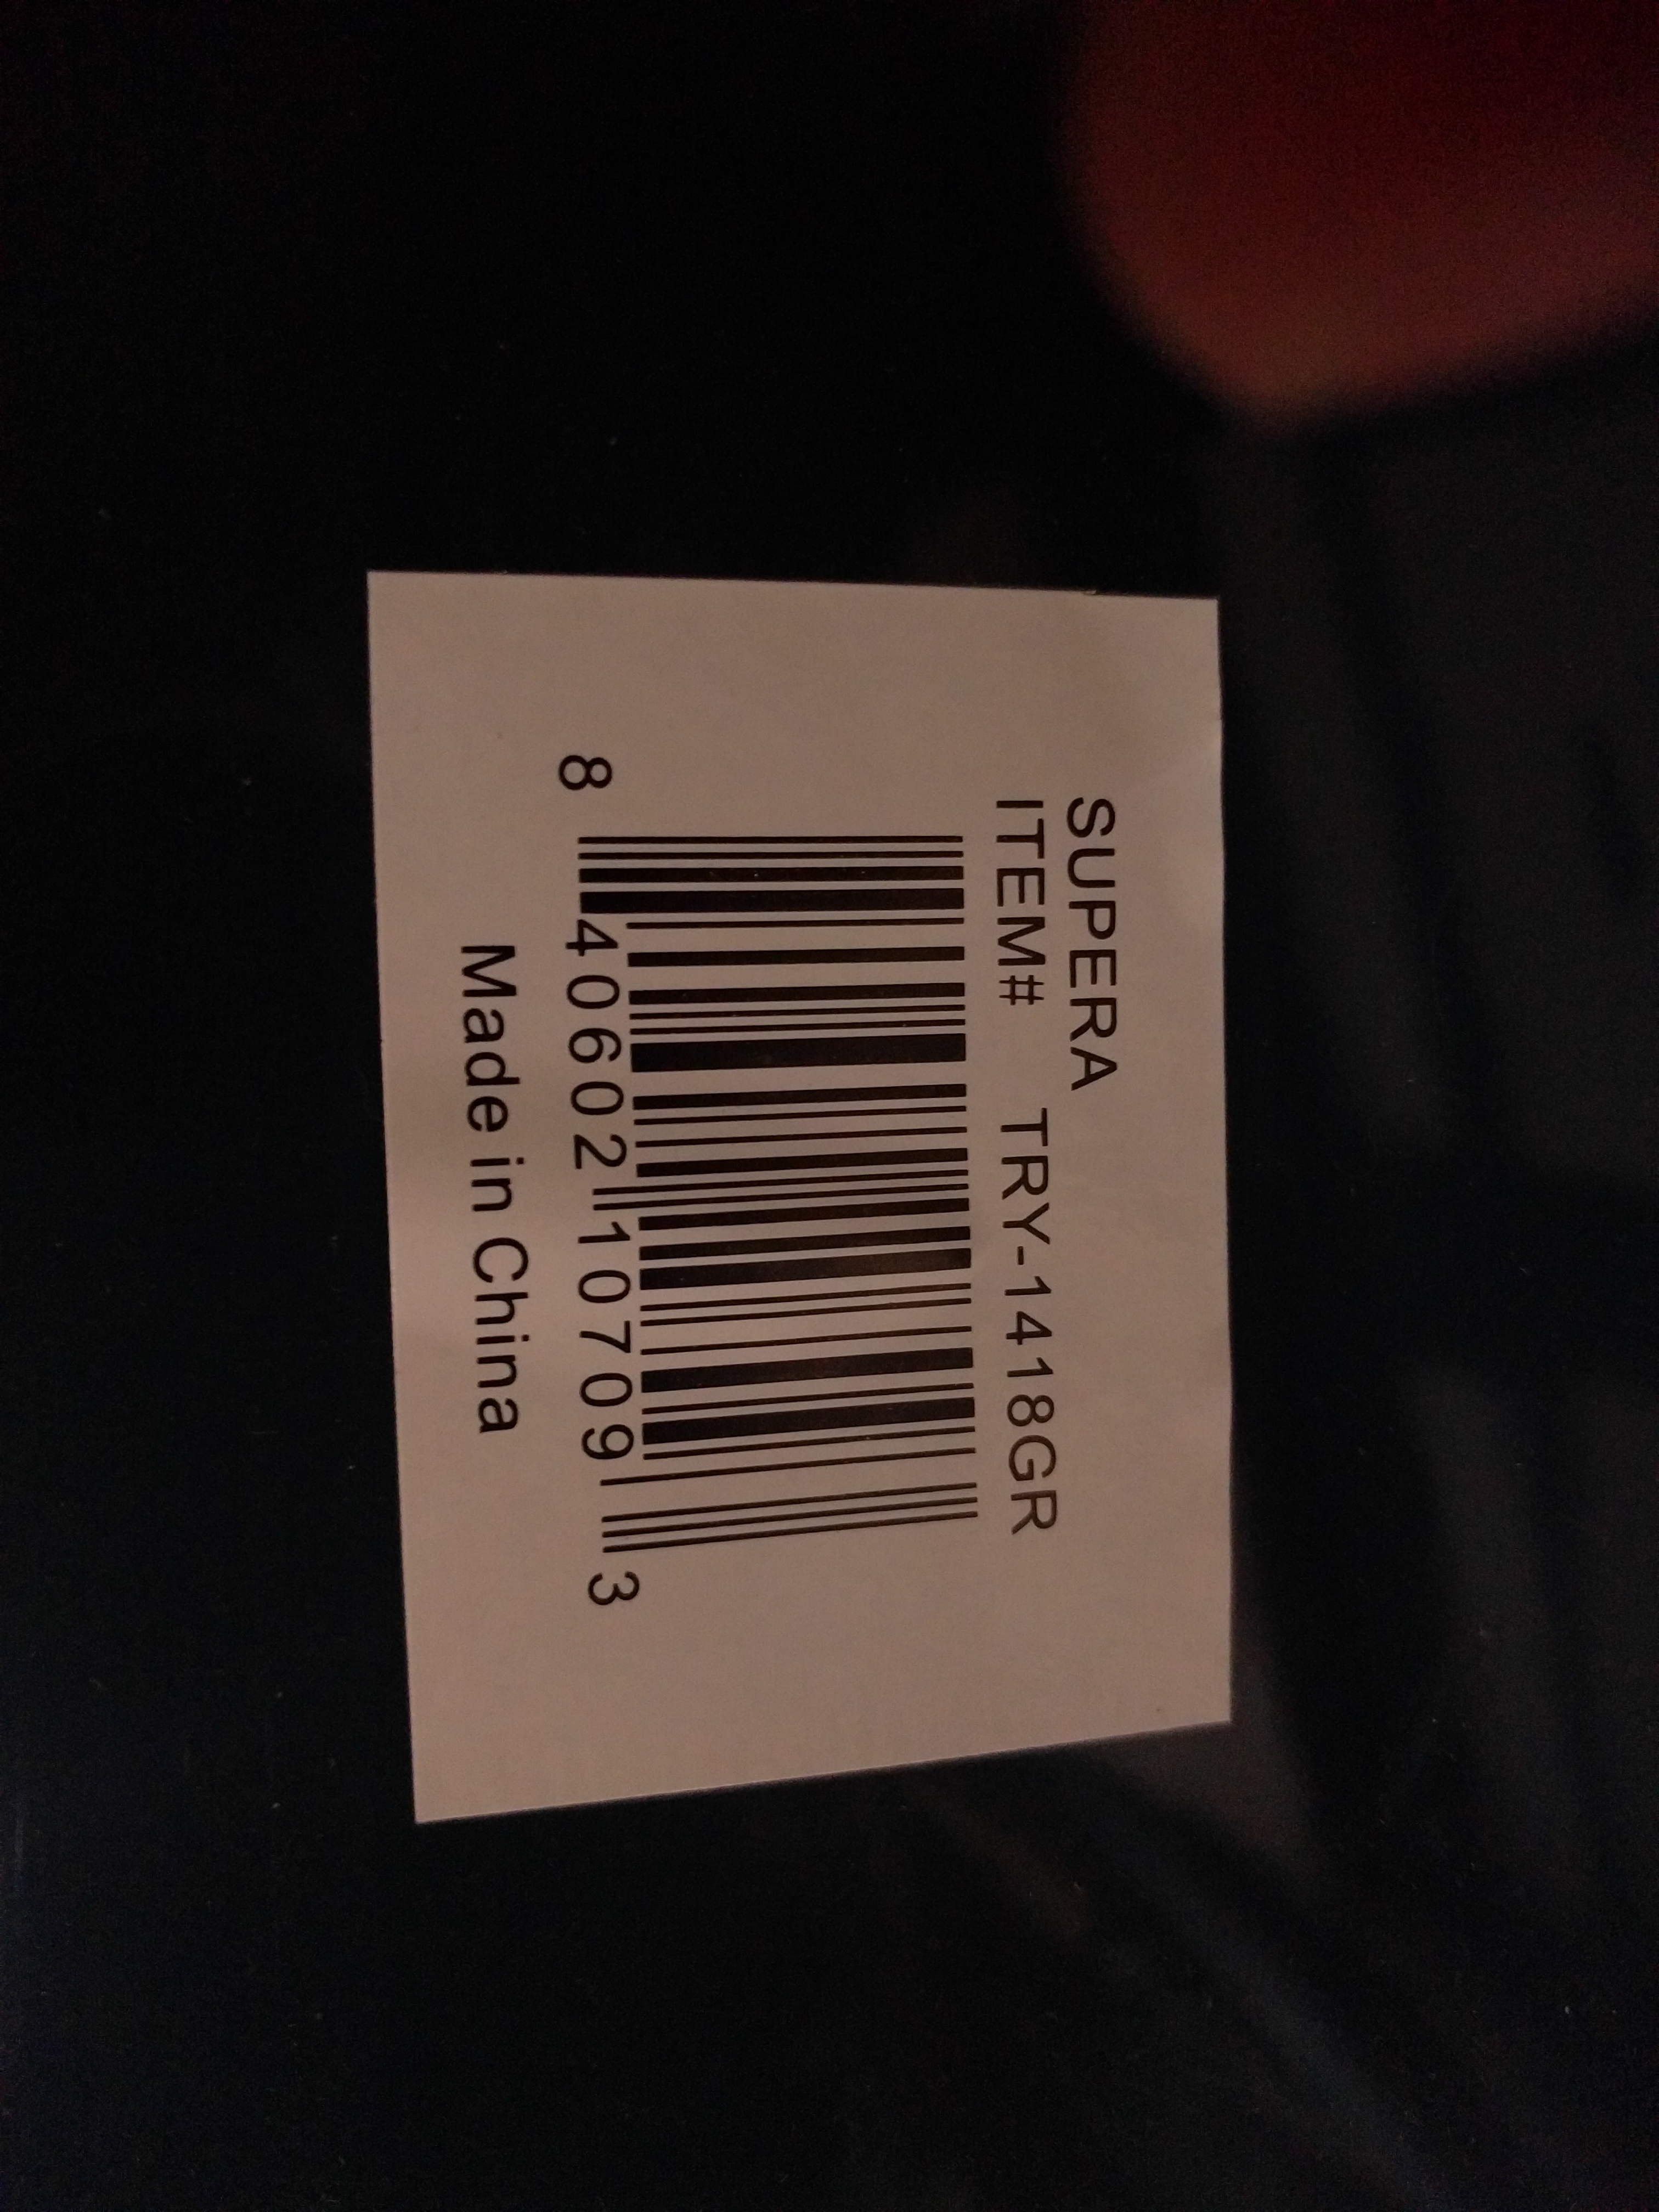 SUPERA
ITEM# TRY-1418GR
8 40602 10709 3
Made in China